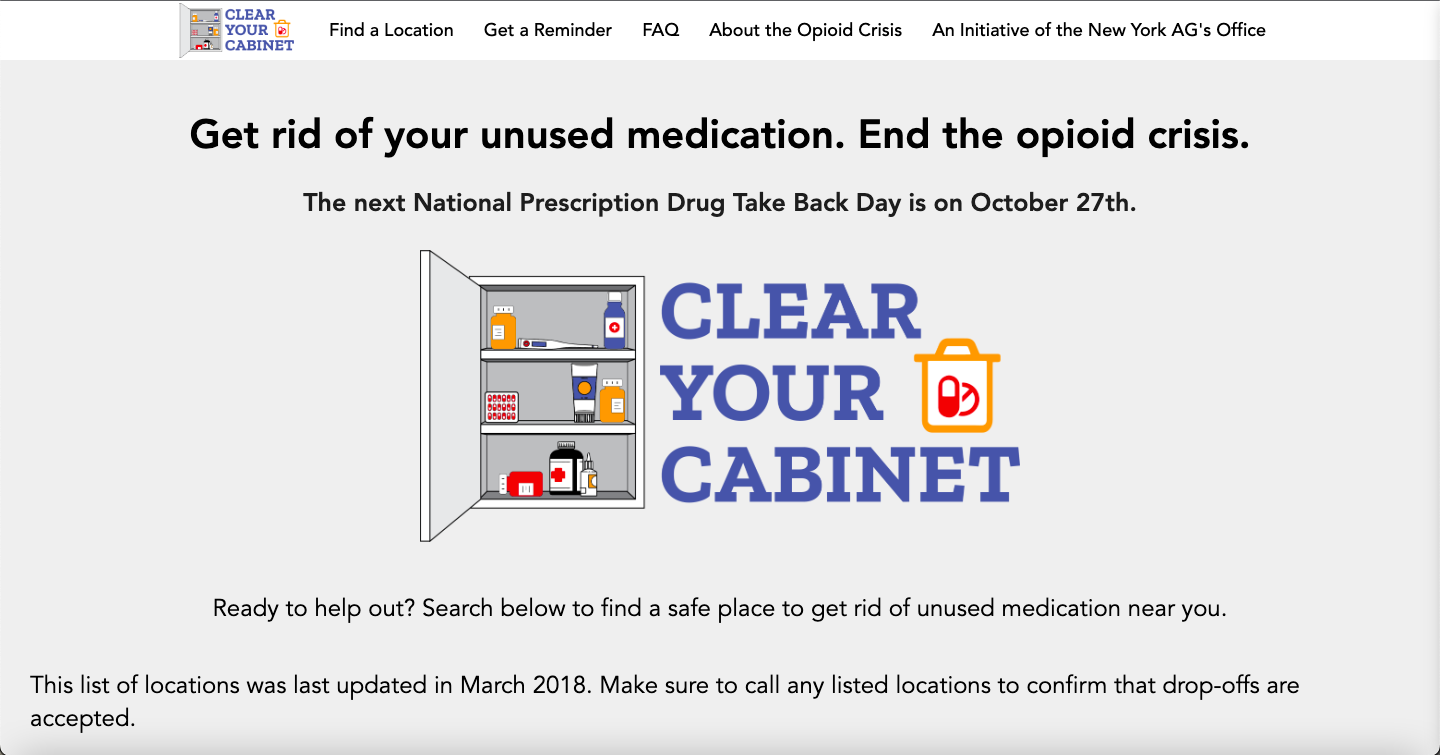 CLEAR
YOUR
CABINET
Find a Location
Get a Reminder
FAQ
About the Opioid Crisis
An Initiative of the New York AG's Office
Get rid of your unused medication. End the opioid crisis.
The next National Prescription Drug Take Back Day is on October 27th.
CLEAR
YOUR
CABINET
Ready to help out? Search below to find a safe place to get rid of unused medication near you.
This list of locations was last updated in March 2018. Make sure to call any listed locations to confirm that drop-offs are
accepted.